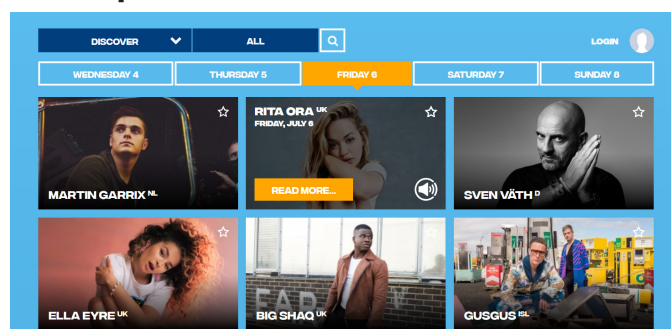 DISCOVER
ALL
LOGIN
WEDNESDAY 4
THURSDAY 5
FRIDAY 6
SATURDAY 7
SUNDAY 8
MARTIN GARRIX NL
RITA ORA UK
FRIDAY, JULY 6
READ MORE...
SVEN VÄTH D
ELLA EYRE UK
BIG SHAQ UK
GUSGUS ISL